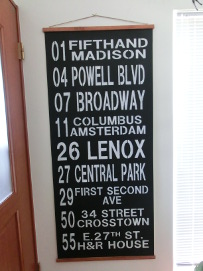 01 FIFTHAND
MADISON
04 POWELL BLVD
07 BROADWAY
11 COLUMBUS
AMSTERDAM
26 LENOX
27 CENTRAL PARK
29 FIRST SECOND
AVE
50 34 STREET
CROSSTOWN
55 E.27TH ST.
H&R HOUSE